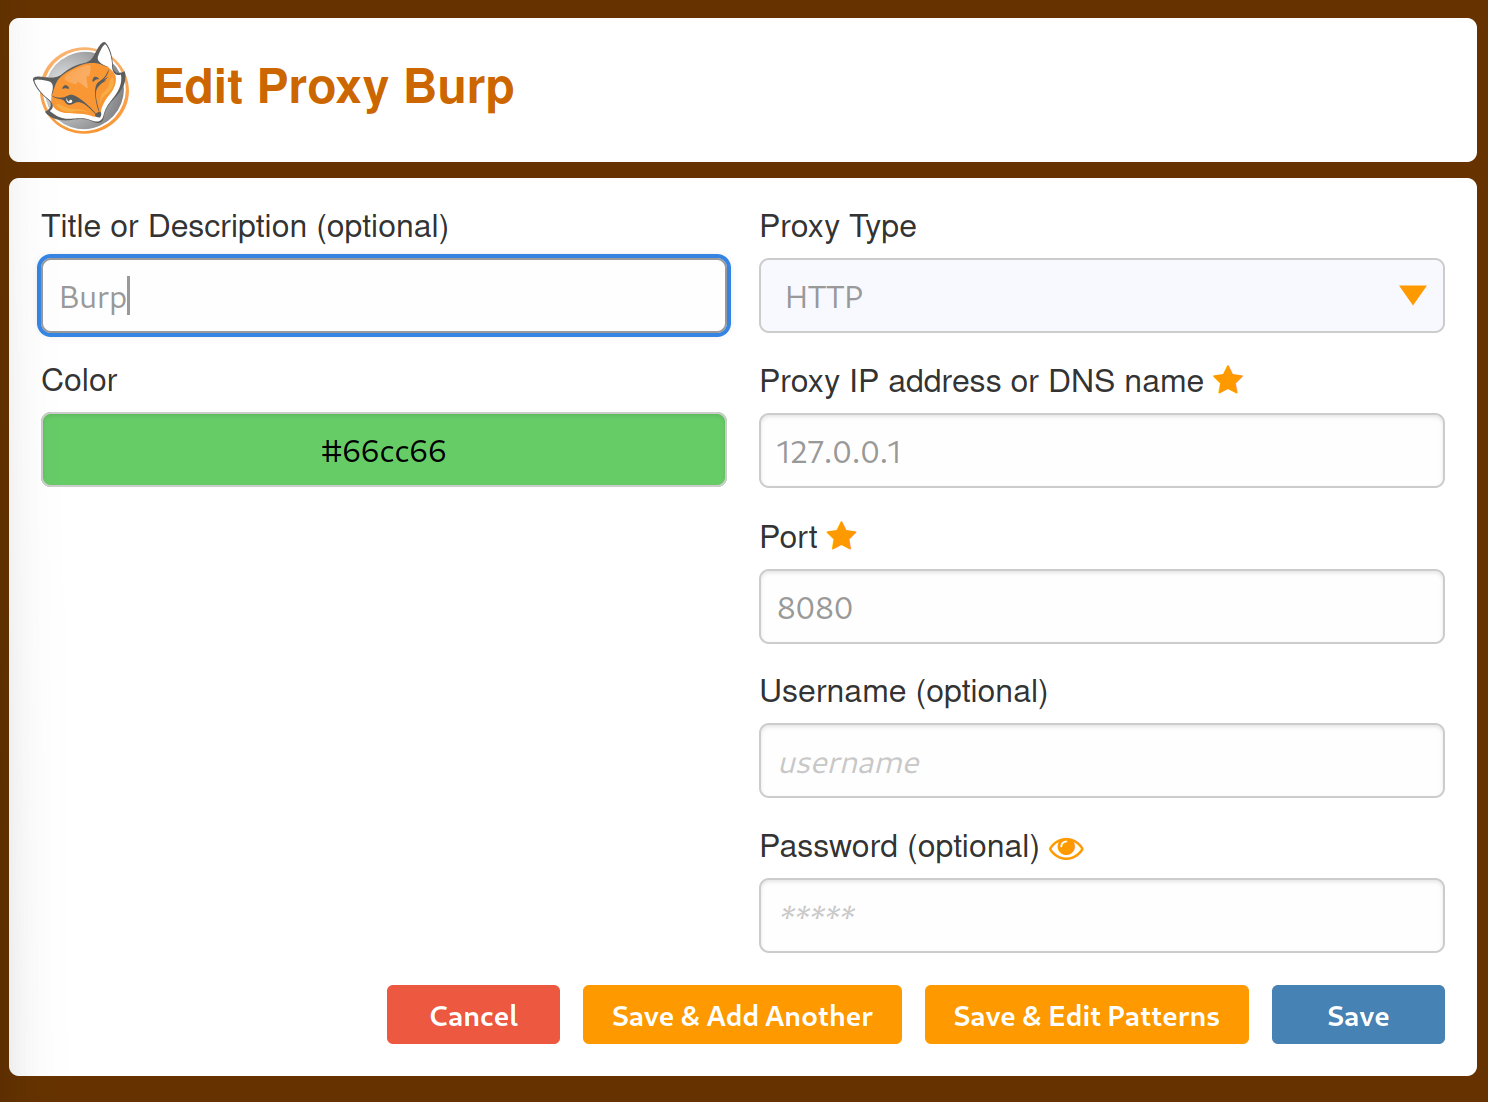 Edit Proxy Burp
Title or Description (optional)
Burp
Color
#66cc66
Proxy Type
HTTP
Proxy IP address or DNS name
127.0.0.1
Port
8080
Username (optional)
username
Password (optional)
*****
Cancel
Save & Add Another
Save & Edit Patterns
Save